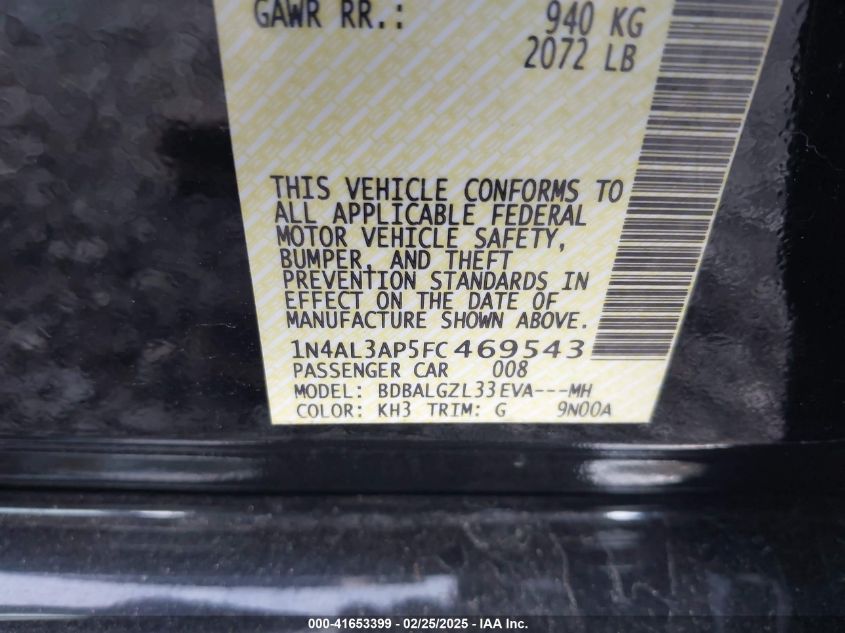 GAWR RR.: 940 KG
2072 LB
THIS VEHICLE CONFORMS TO
ALL APPLICABLE FEDERAL
MOTOR VEHICLE SAFETY,
BUMPER, AND THEFT
PREVENTION STANDARDS IN
EFFECT ON THE DATE OF
MANUFACTURE SHOWN ABOVE.
1N4AL3AP5FC469543
PASSENGER CAR 008
MODEL: BDBALGZL33EVA---MH
COLOR: KH3 TRIM: G 9N00A
000-41653399 / 02/25/2025 - IAA Inc.